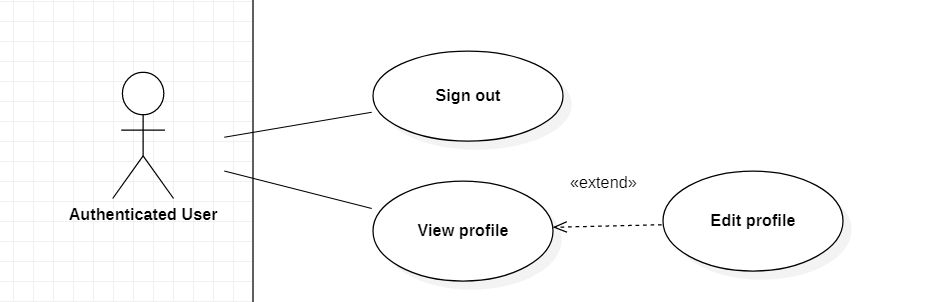 Sign out
Authenticated User
View profile
«extend»
Edit profile